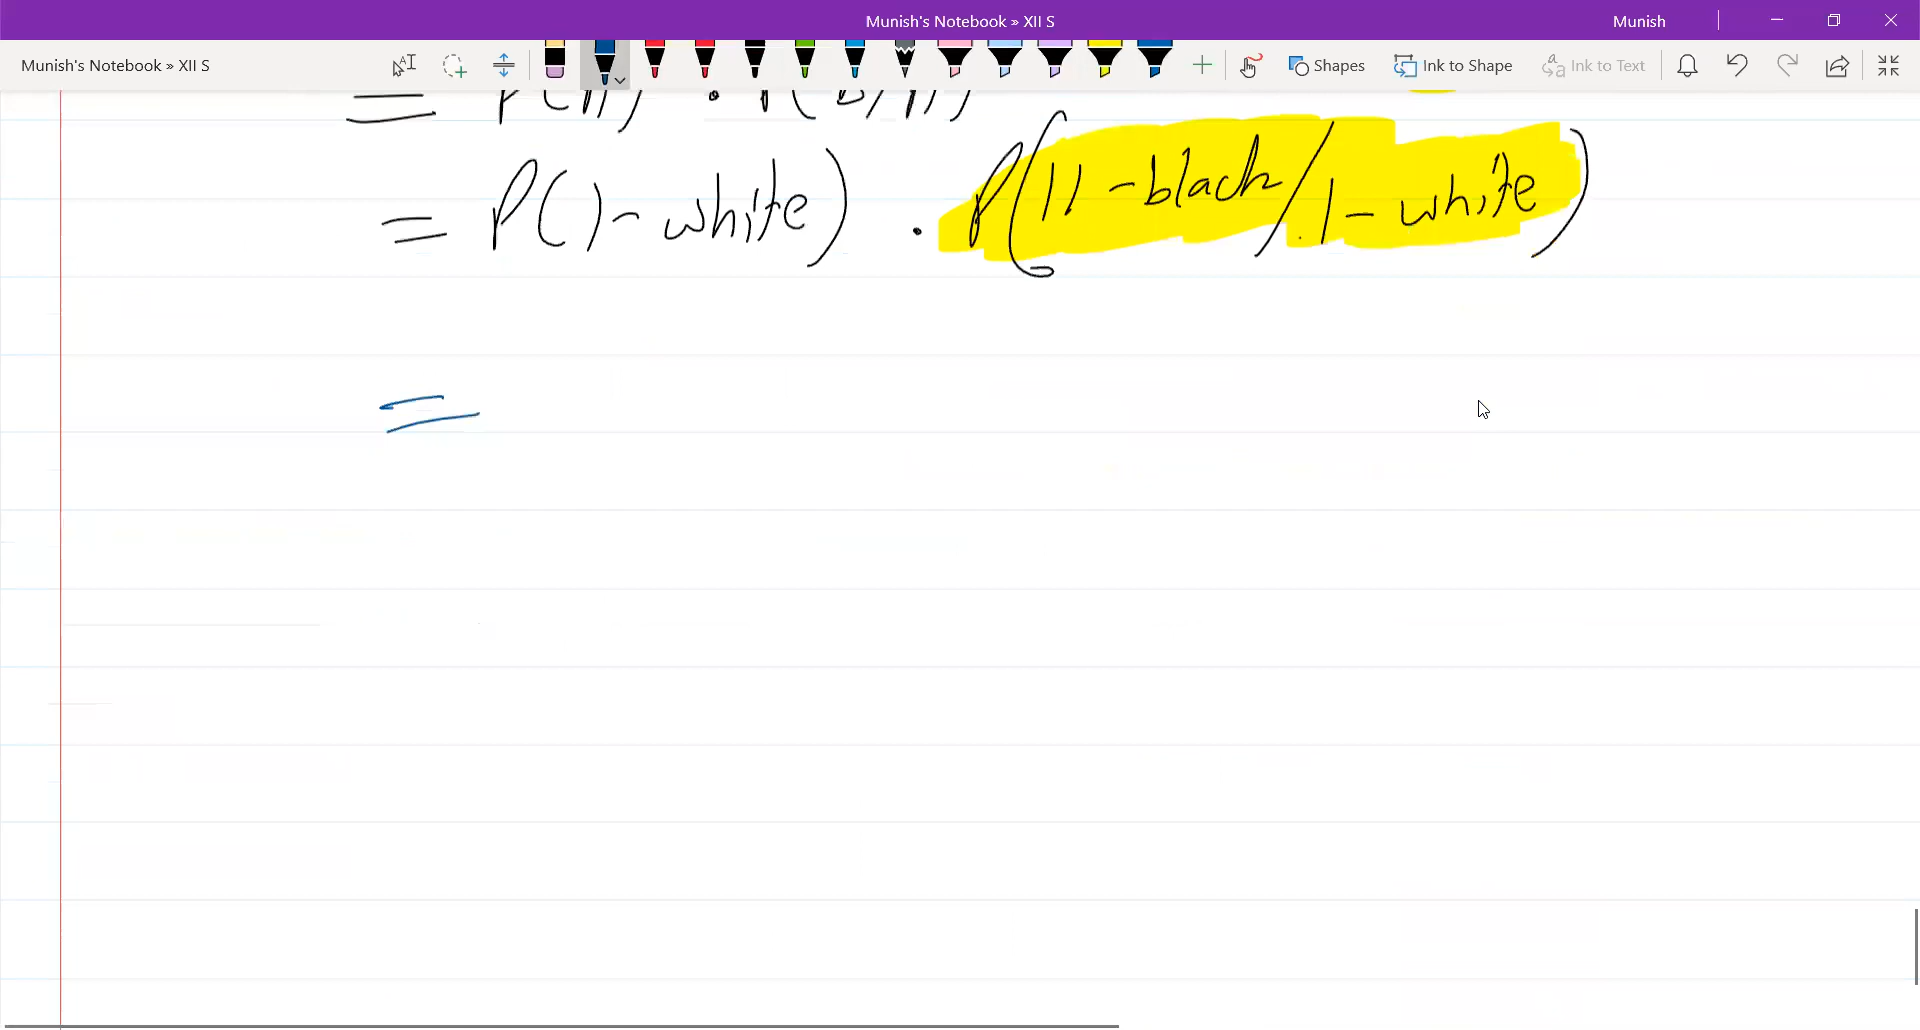 Munish's Notebook » XII S
Munish
Munish's Notebook » XII S
Shapes
Ink to Shape
Ink to Text
= P(1 - white) . P(11 - black / 1 - white)
=